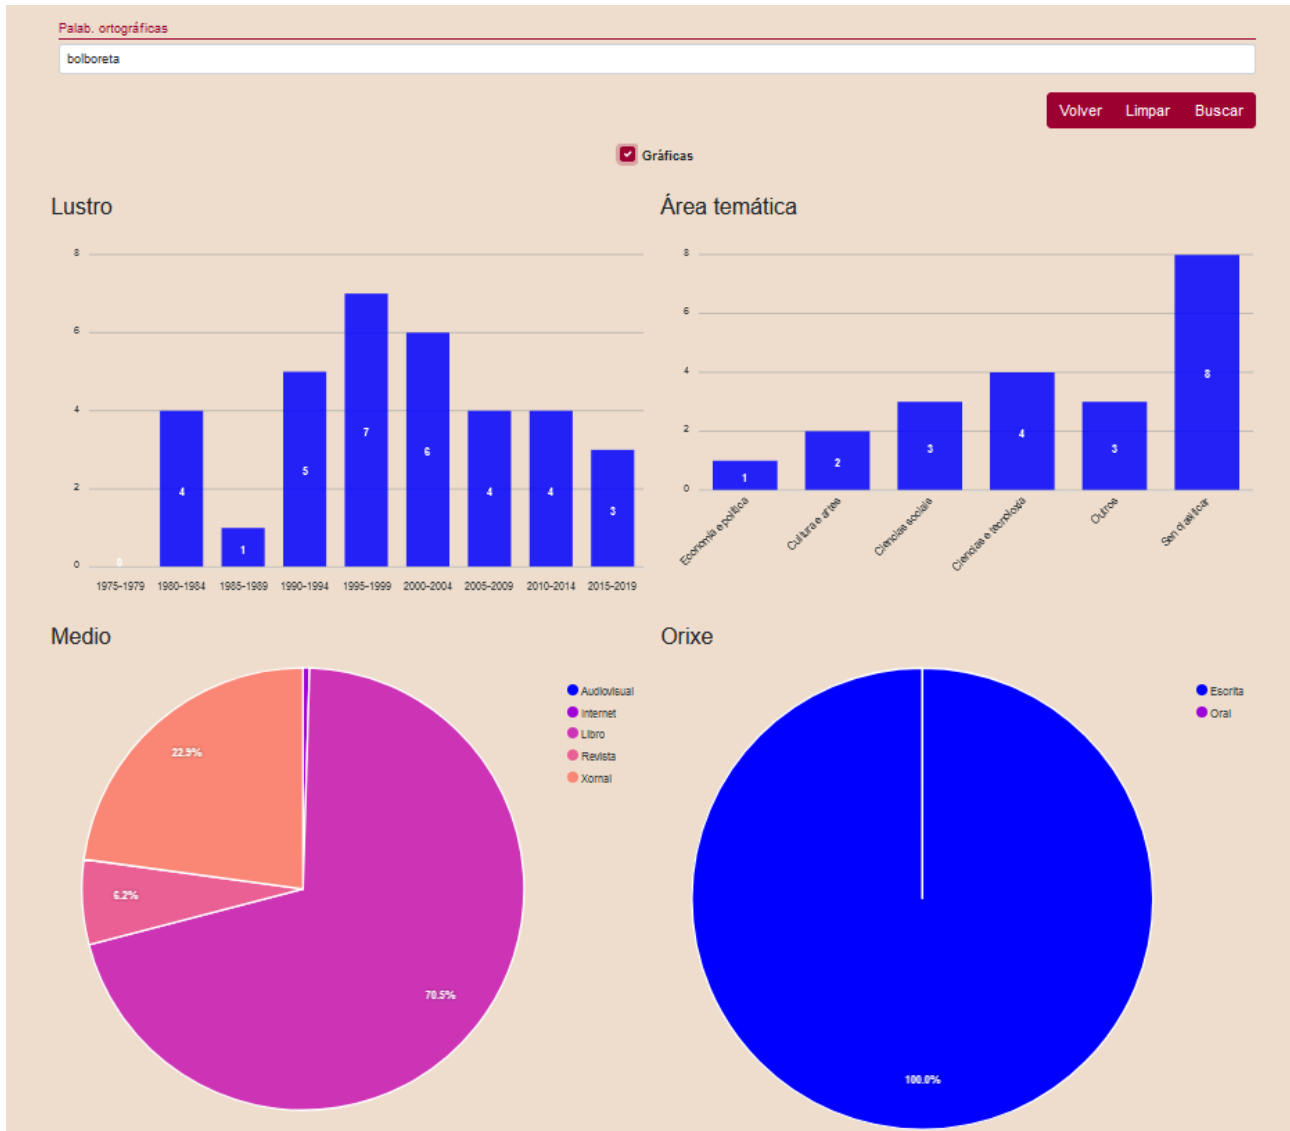 Palab. ortográficas
bolboreta
Volver Limpar Buscar
Gráficas
Lustro
8
6
4
2
0
0
4
1
5
7
6
4
4
3
1975-1979 1980-1984 1985-1989 1990-1994 1995-1999 2000-2004 2005-2009 2010-2014 2015-2019
Área temática
8
6
4
2
0
1
2
3
4
3
8
Economía e política
Cultura e artes
Ciencias sociais
Ciencias e tecnoloxía
Outros
Sen clasificar
Medio
22.9%
6.2%
70.5%
Audiovisual
Internet
Libro
Revista
Xornal
Orixe
100.0%
Escrita
Oral